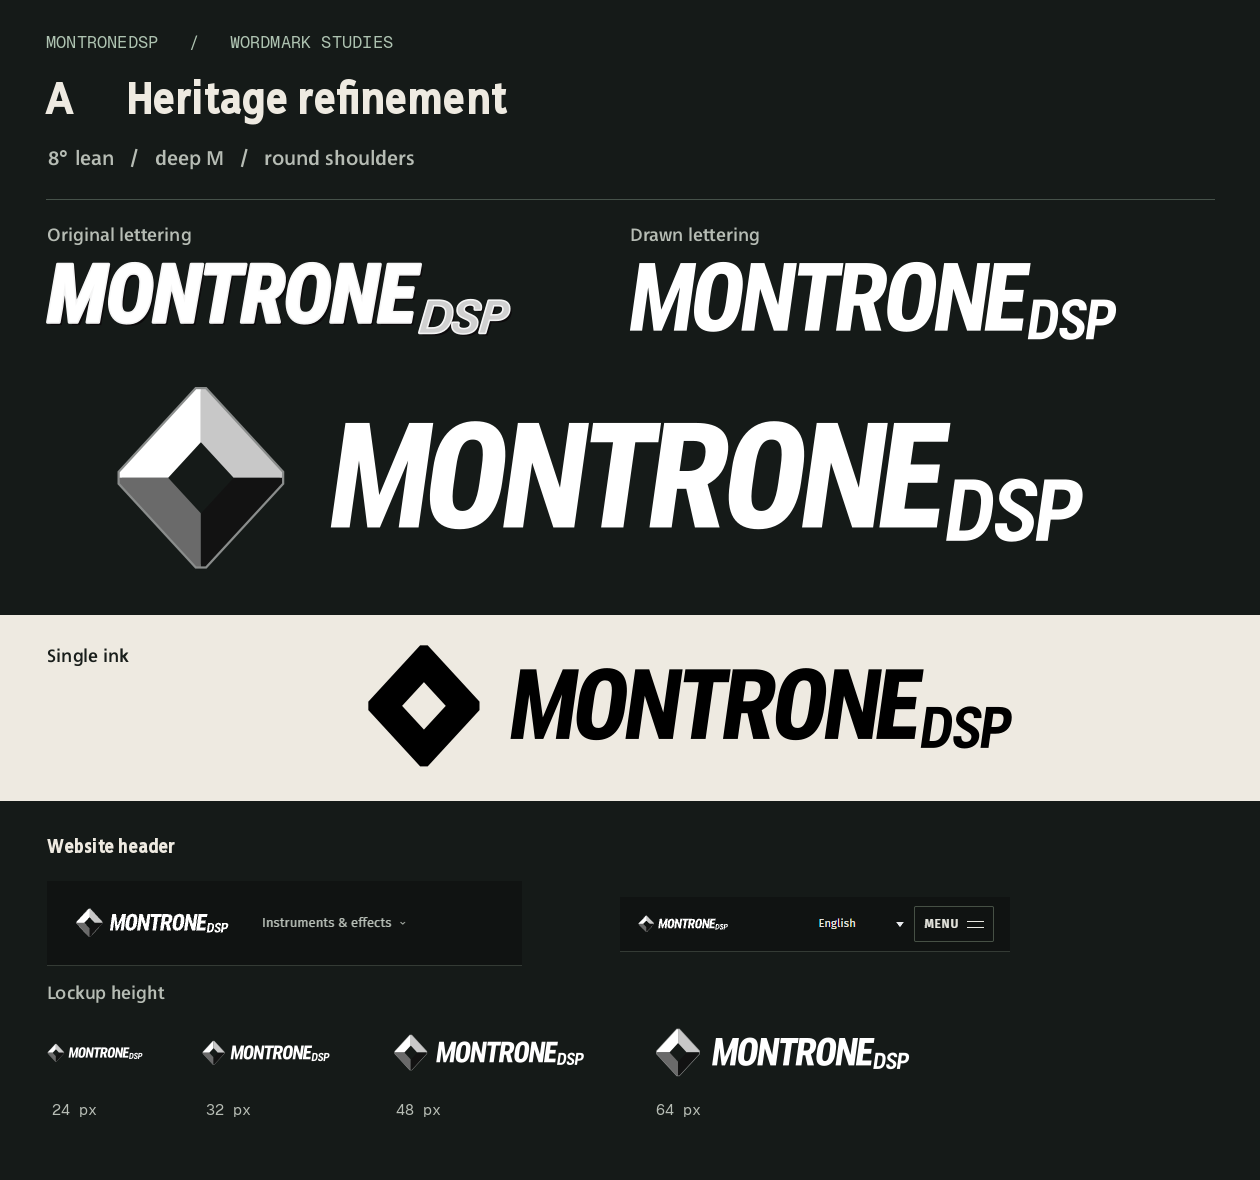 MONTRONEDSP / WORDMARK STUDIES
A Heritage refinement
8° lean / deep M / round shoulders
Original lettering
Drawn lettering
MONTRONEDSP
MONTRONEDSP
MONTRONEDSP
Single ink
MONTRONEDSP
Website header
MONTRONEDSP Instruments & effects
MONTRONEDSP English MENU
Lockup height
MONTRONEDSP
MONTRONEDSP
MONTRONEDSP
MONTRONEDSP
24 px
32 px
48 px
64 px